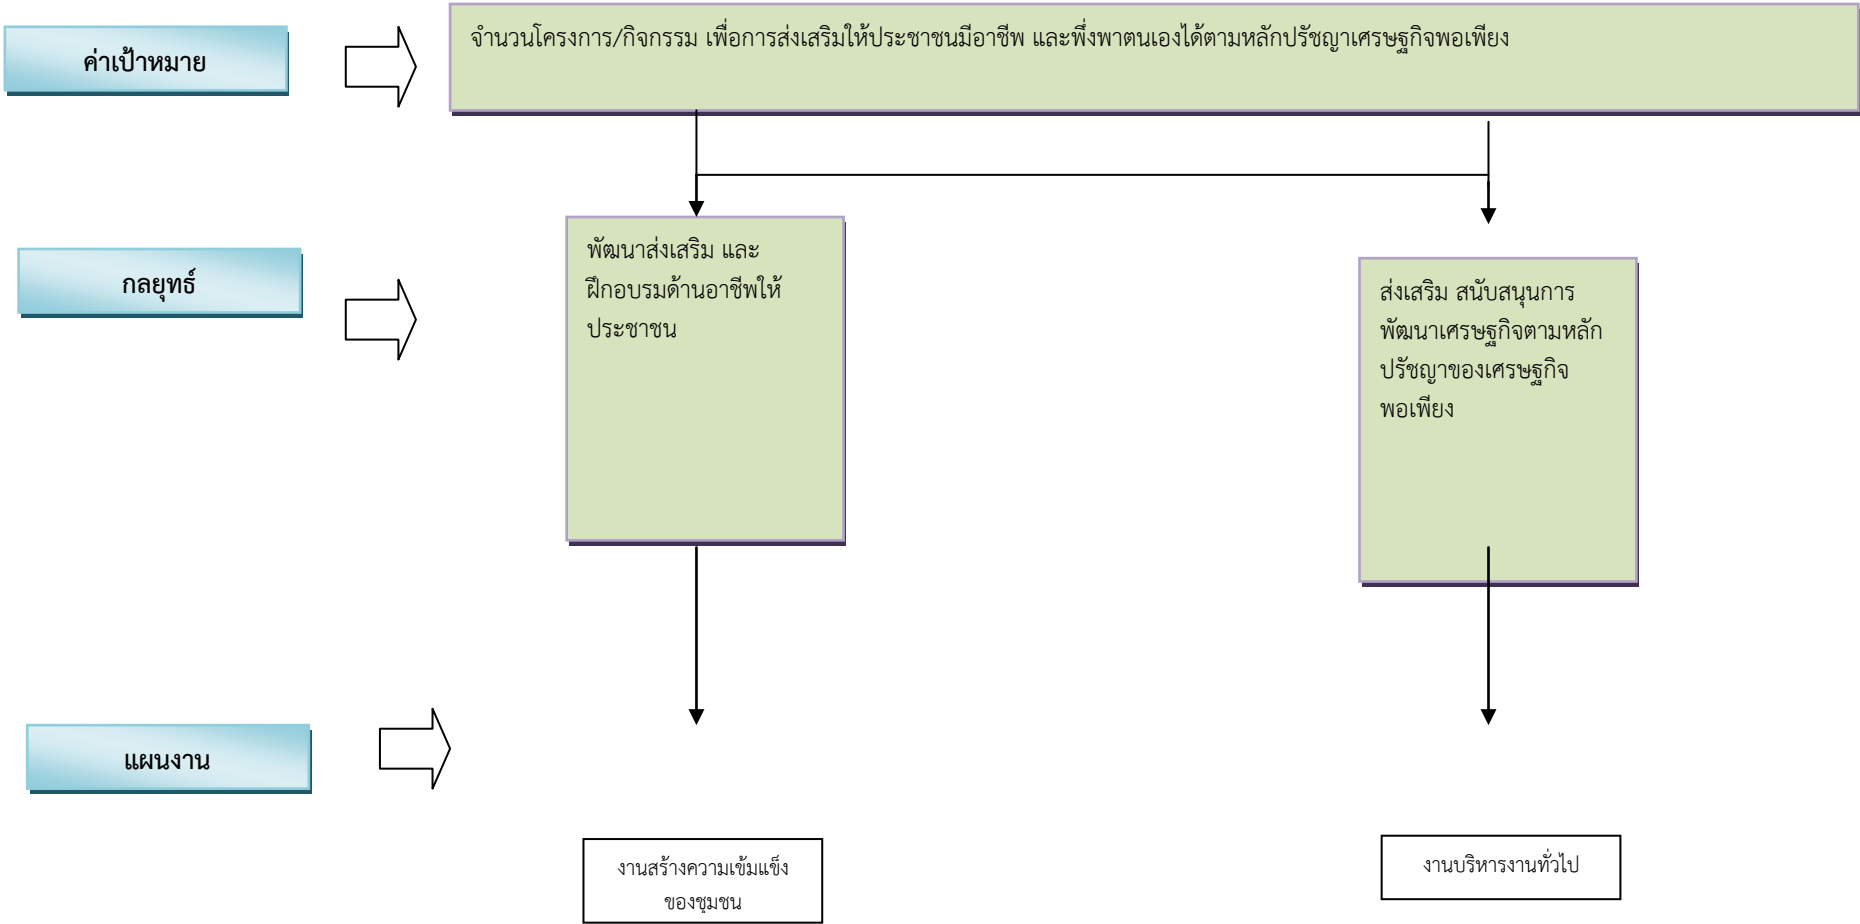 ค่าเป้าหมาย
จำนวนโครงการ/กิจกรรม เพื่อการส่งเสริมให้ประชาชนมีอาชีพ และพึ่งพาตนเองได้ตามหลักปรัชญาเศรษฐกิจพอเพียง
กลยุทธ์
พัฒนาส่งเสริม และ
ฝึกอบรมด้านอาชีพให้
ประชาชน
ส่งเสริม สนับสนุนการ
พัฒนาเศรษฐกิจตามหลัก
ปรัชญาของเศรษฐกิจ
พอเพียง
แผนงาน
งานสร้างความเข้มแข็ง
ของชุมชน
งานบริหารงานทั่วไป